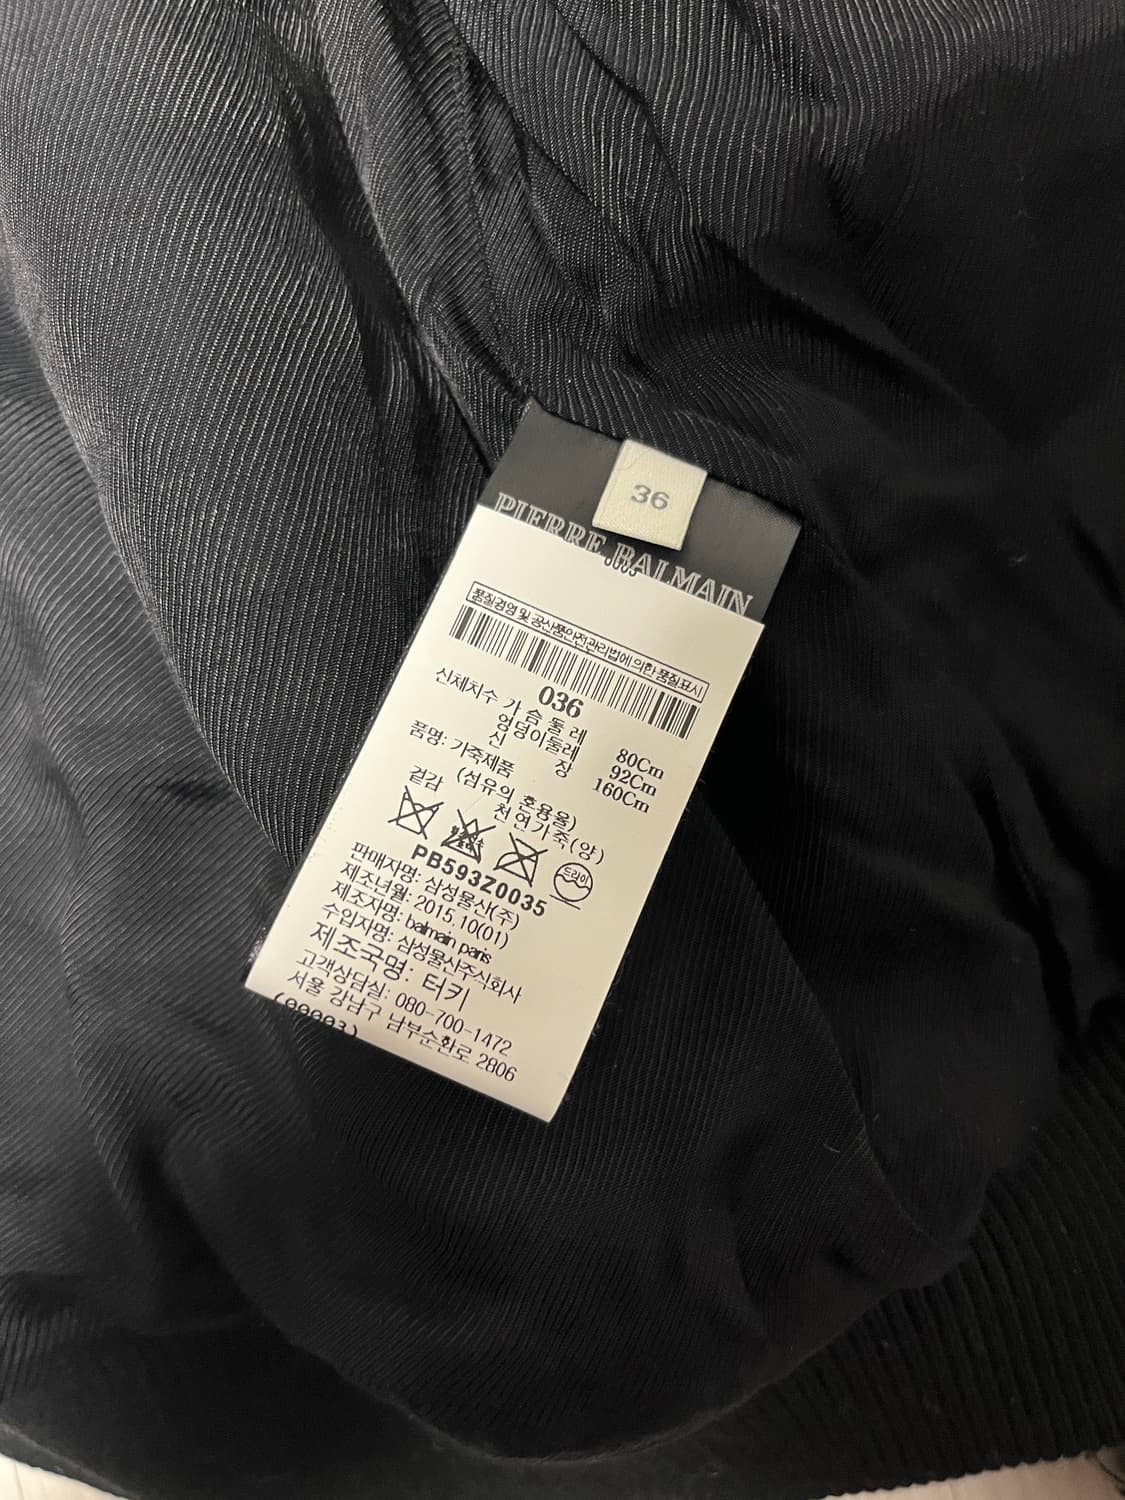 36
PIERRE BALMAIN
품질경영 및 공산품안전관리법에 의한 품질표시
036
신체치수 가 슴 둘 레 80Cm
엉덩이둘레 92Cm
신 장 160Cm
품명: 가죽제품
(섬유의 혼용율)
겉감 천연가죽(양)
드라이
PB593Z0035
판매자명: 삼성물산(주)
제조년월: 2015.10(01)
제조자명: balmain paris
수입자명: 삼성물산주식회사
제조국명: 터키
고객상담실: 080-700-1472
서울 강남구 남부순환로 2806
(00003)